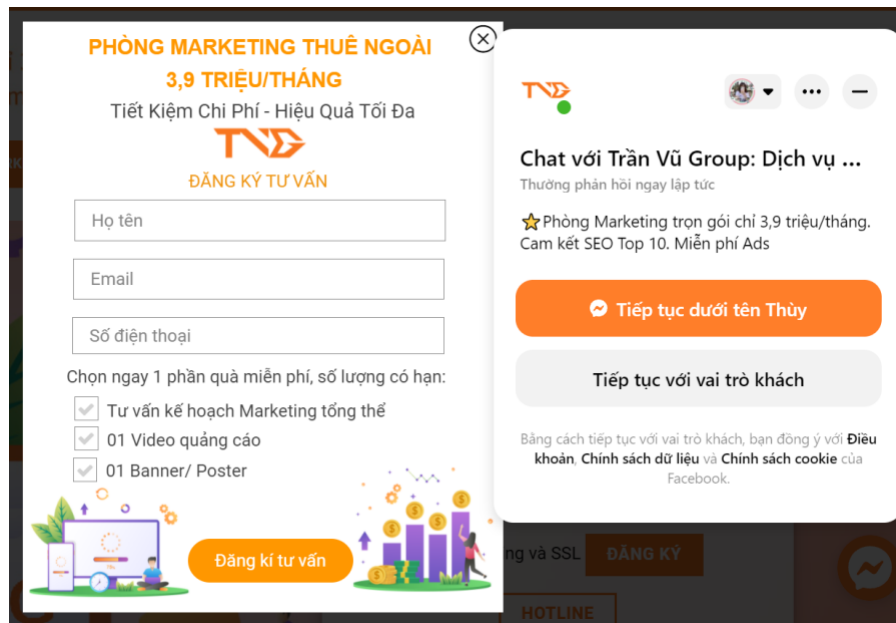 PHÒNG MARKETING THUÊ NGOÀI
3,9 TRIỆU/THÁNG
Tiết Kiệm Chi Phí - Hiệu Quả Tối Đa
ĐĂNG KÝ TƯ VẤN
Họ tên
Email
Số điện thoại
Chọn ngay 1 phần quà miễn phí, số lượng có hạn:
Tư vấn kế hoạch Marketing tổng thể
01 Video quảng cáo
01 Banner/ Poster
Đăng kí tư vấn
Chat với Trần Vũ Group: Dịch vụ ...
Thường phản hồi ngay lập tức
⭐Phòng Marketing trọn gói chỉ 3,9 triệu/tháng.
Cam kết SEO Top 10. Miễn phí Ads
Tiếp tục dưới tên Thùy
Tiếp tục với vai trò khách
Bằng cách tiếp tục với vai trò khách, bạn đồng ý với Điều
khoản, Chính sách dữ liệu và Chính sách cookie của
Facebook.
và SSL ĐĂNG KÝ
HOTLINE